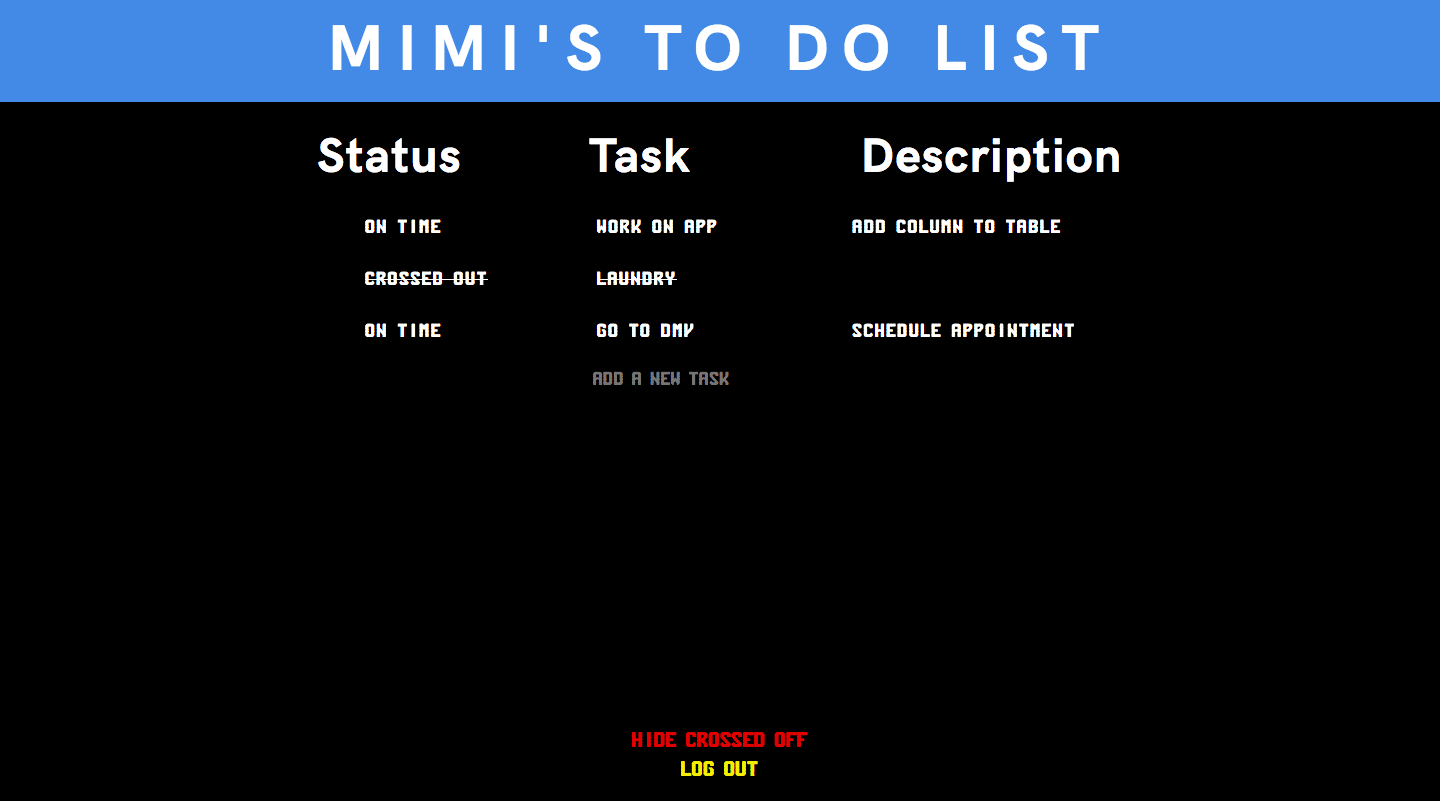 MIMI'S TO DO LIST
Status Task Description
ON TIME WORK ON APP ADD COLUMN TO TABLE
CROSSED OUT LAUNDRY
ON TIME GO TO DMV SCHEDULE APPOINTMENT
ADD A NEW TASK
HIDE CROSSED OFF
LOG OUT